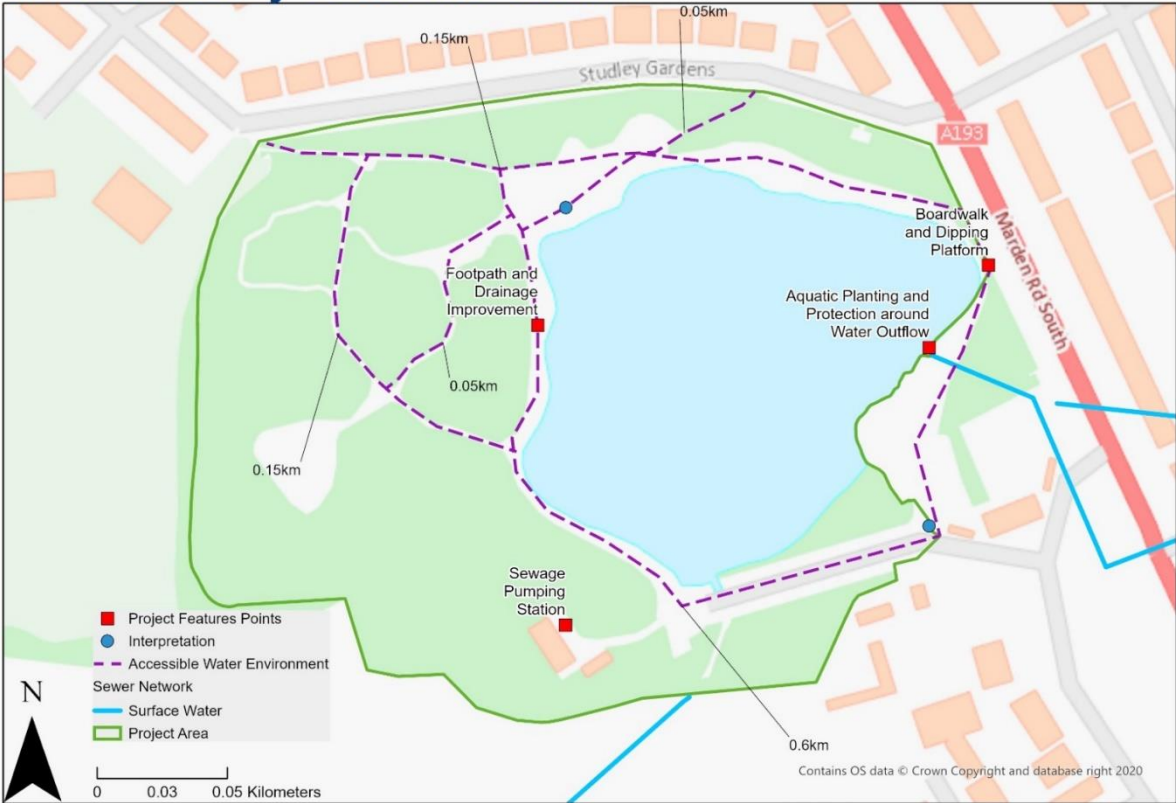 0.05km
0.15km
Studley Gardens
A193
Marden Rd South
Boardwalk
and Dipping
Platform
Footpath and
Drainage
Improvement
Aquatic Planting and
Protection around
Water Outflow
0.05km
0.15km
Sewage
Pumping
Station
0.6km
Project Features Points
Interpretation
Accessible Water Environment
Sewer Network
Surface Water
Project Area
N
0 0.03 0.05 Kilometers
Contains OS data © Crown Copyright and database right 2020